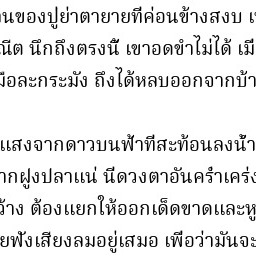 นของปู่ย่าตายายที่ค่อนข้างสงบ เ
ณีต นึกถึงตรงนี้ เขาอดขำไม่ได้ เมื
มือละกระมัง ถึงได้หลบออกจากบ้า
แสงจากดาวบนฟ้าที่สะท้อนลงน้ำ
ากฝูงปลาแน่ นี่ดวงตาอันคร่ำเคร่ง
ว้าง ต้องแยกให้ออกเด็ดขาดและหู
ยฟังเสียงลมอยู่เสมอ เพื่อว่ามันจะ